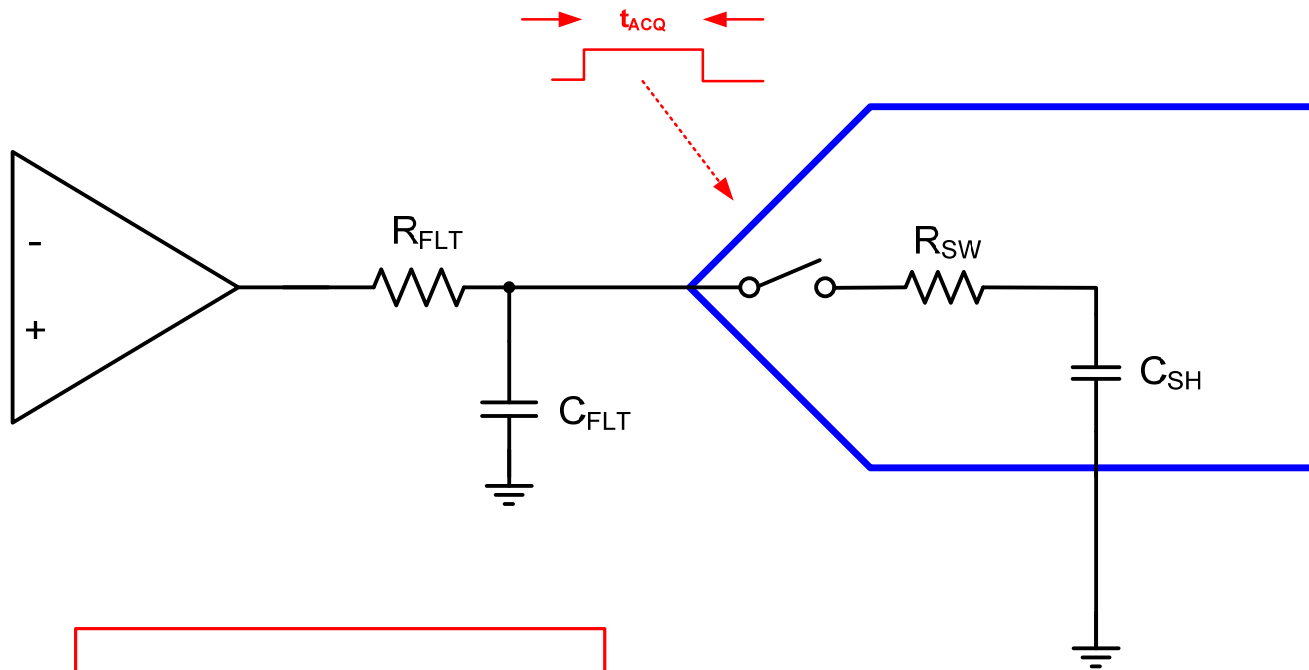 tACQ
RFLT
RSW
-
+
CSH
CFLT